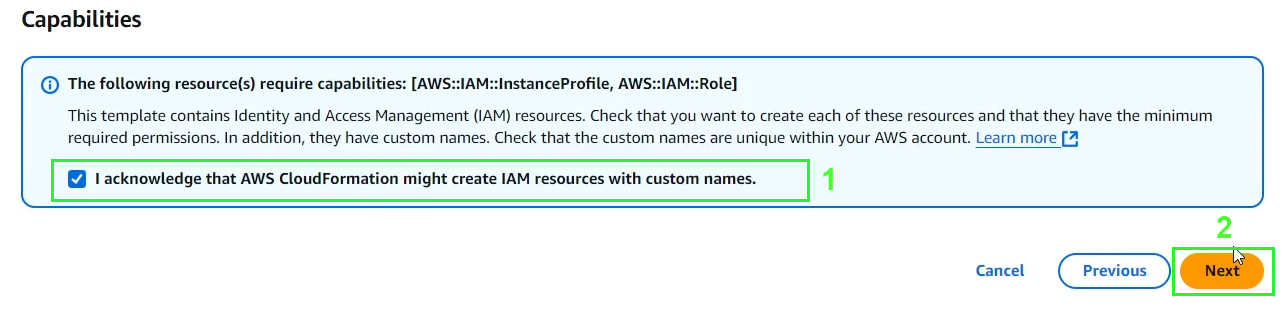 Capabilities
The following resource(s) require capabilities: [AWS::IAM::InstanceProfile, AWS::IAM::Role]
This template contains Identity and Access Management (IAM) resources. Check that you want to create each of these resources and that they have the minimum
required permissions. In addition, they have custom names. Check that the custom names are unique within your AWS account. Learn more
I acknowledge that AWS CloudFormation might create IAM resources with custom names. 1
2
Cancel Previous Next